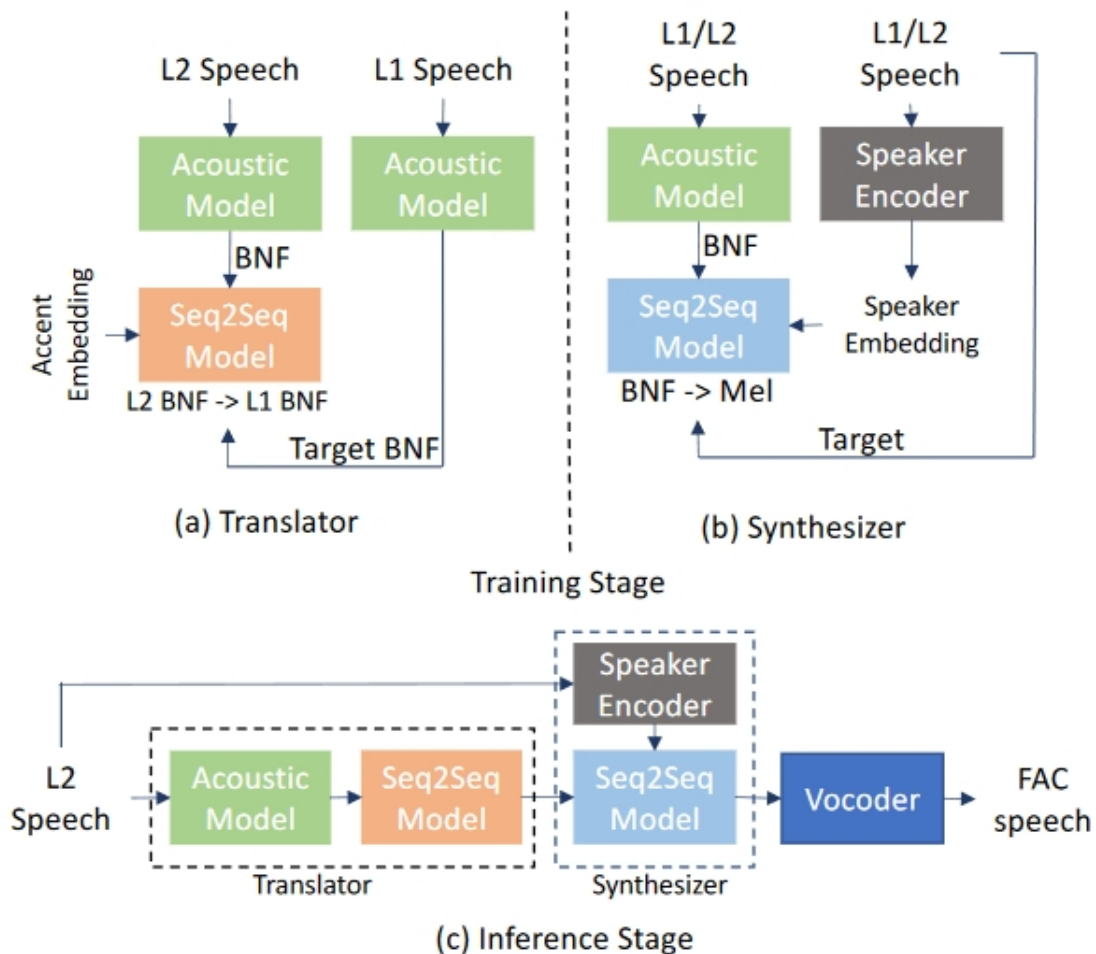 L2 Speech
L1 Speech
Acoustic
Model
Acoustic
Model
BNF
Accent
Embedding
Seq2Seq
Model
L2 BNF -> L1 BNF
Target BNF
(a) Translator
L1/L2
Speech
L1/L2
Speech
Acoustic
Model
Speaker
Encoder
BNF
Seq2Seq
Model
Speaker
Embedding
BNF -> Mel
Target
(b) Synthesizer
Training Stage
Speaker
Encoder
L2
Speech
Acoustic
Model
Seq2Seq
Model
Seq2Seq
Model
Vocoder
FAC
speech
Translator
Synthesizer
(c) Inference Stage